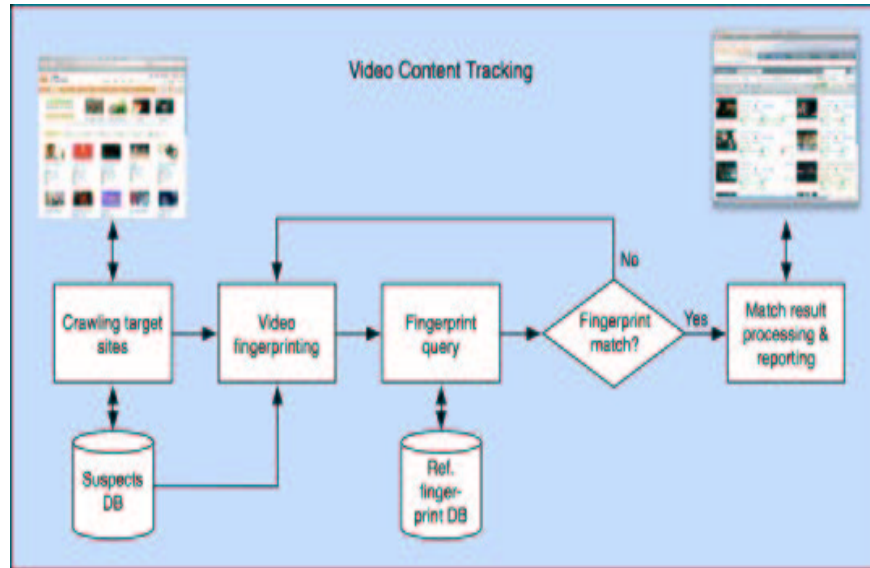 Video Content Tracking
No
Crawling target
sites
Video
fingerprinting
Fingerprint
query
Fingerprint
match?
Yes
Match result
processing &
reporting
Suspects
DB
Ref.
finger-
print DB